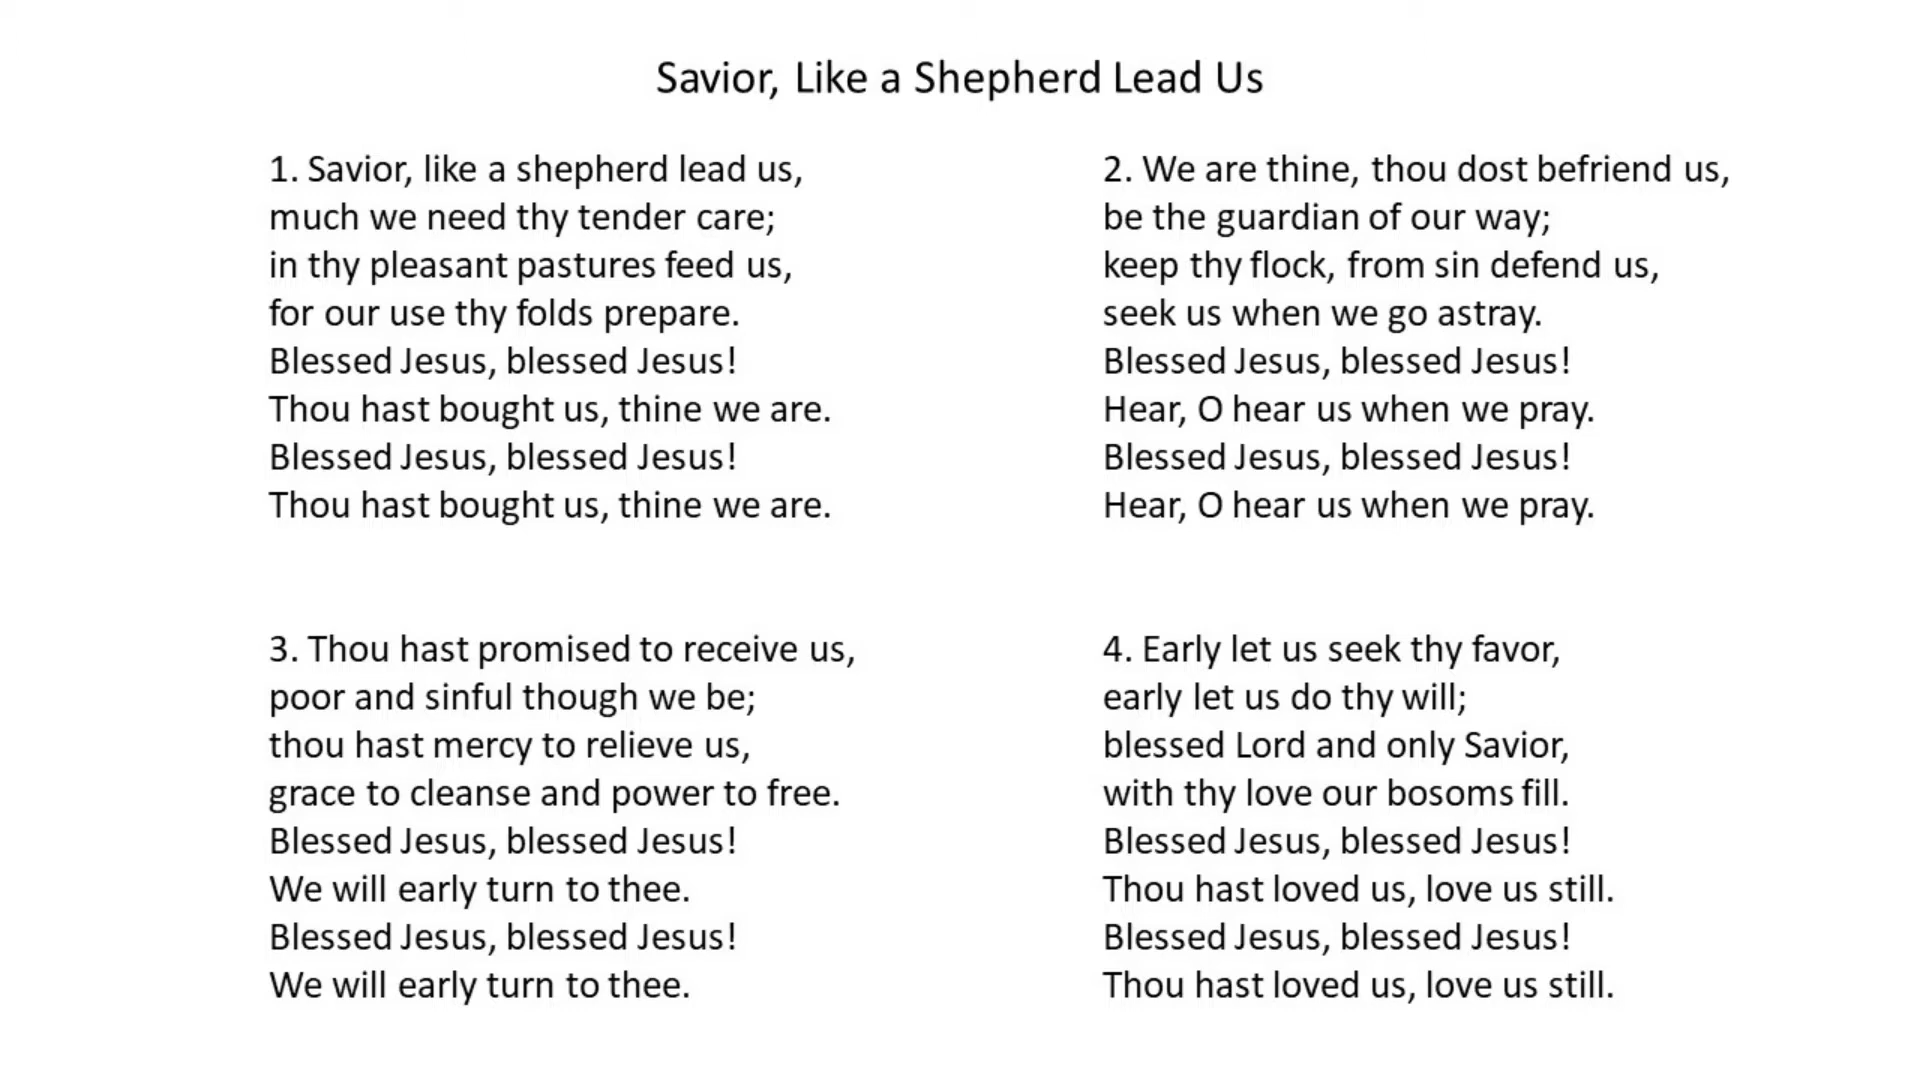 Savior, Like a Shepherd Lead Us
1. Savior, like a shepherd lead us,
much we need thy tender care;
in thy pleasant pastures feed us,
for our use thy folds prepare.
Blessed Jesus, blessed Jesus!
Thou hast bought us, thine we are.
Blessed Jesus, blessed Jesus!
Thou hast bought us, thine we are.
2. We are thine, thou dost befriend us,
be the guardian of our way;
keep thy flock, from sin defend us,
seek us when we go astray.
Blessed Jesus, blessed Jesus!
Hear, O hear us when we pray.
Blessed Jesus, blessed Jesus!
Hear, O hear us when we pray.
3. Thou hast promised to receive us,
poor and sinful though we be;
thou hast mercy to relieve us,
grace to cleanse and power to free.
Blessed Jesus, blessed Jesus!
We will early turn to thee.
Blessed Jesus, blessed Jesus!
We will early turn to thee.
4. Early let us seek thy favor,
early let us do thy will;
blessed Lord and only Savior,
with thy love our bosoms fill.
Blessed Jesus, blessed Jesus!
Thou hast loved us, love us still.
Blessed Jesus, blessed Jesus!
Thou hast loved us, love us still.